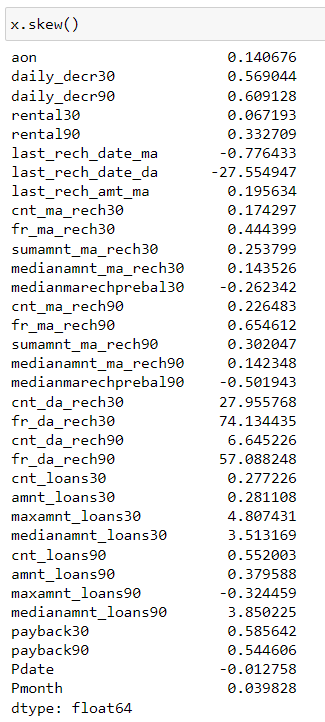 x.skew()
aon 0.140676
daily_decr30 0.569044
daily_decr90 0.609128
rental30 0.067193
rental90 0.332709
last_rech_date_ma -0.776433
last_rech_date_da -27.554947
last_rech_amt_ma 0.195634
cnt_ma_rech30 0.174297
fr_ma_rech30 0.444399
sumamnt_ma_rech30 0.253799
medianamnt_ma_rech30 0.143526
medianmarechprebal30 -0.262342
cnt_ma_rech90 0.226483
fr_ma_rech90 0.654612
sumamnt_ma_rech90 0.302047
medianamnt_ma_rech90 0.142348
medianmarechprebal90 -0.501943
cnt_da_rech30 27.955768
fr_da_rech30 74.134435
cnt_da_rech90 6.645226
fr_da_rech90 57.088248
cnt_loans30 0.277226
amnt_loans30 0.281108
maxamnt_loans30 4.807431
medianamnt_loans30 3.513169
cnt_loans90 0.552003
amnt_loans90 0.379588
maxamnt_loans90 -0.324459
medianamnt_loans90 3.850225
payback30 0.585642
payback90 0.544606
Pdate -0.012758
Pmonth 0.039828
dtype: float64